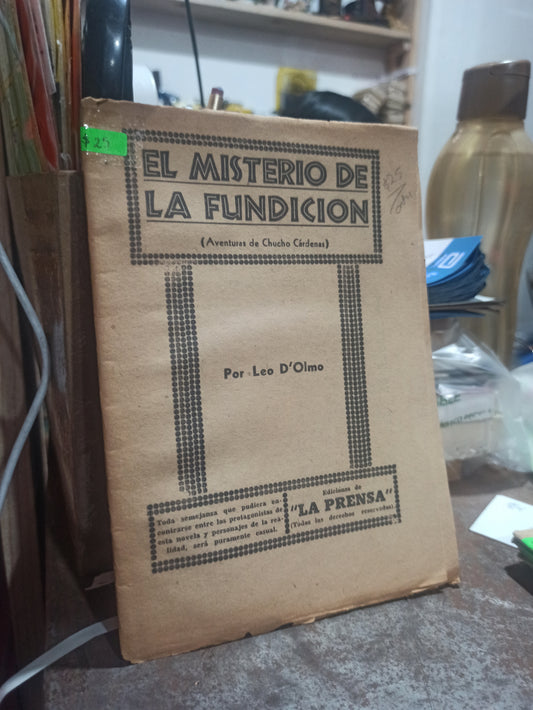 $ 25
EL MISTERIO DE
LA FUNDICION
(Aventuras de Chucho Cárdenas)
$25
Por Leo D'Olmo
Toda semejanza que pudiera en
contrarse entre los protagonistas de
esta novela y personajes de la rea-
lidad, será puramente casual.
Ediciones de
"LA PRENSA"
(Todos los derechos reservados)